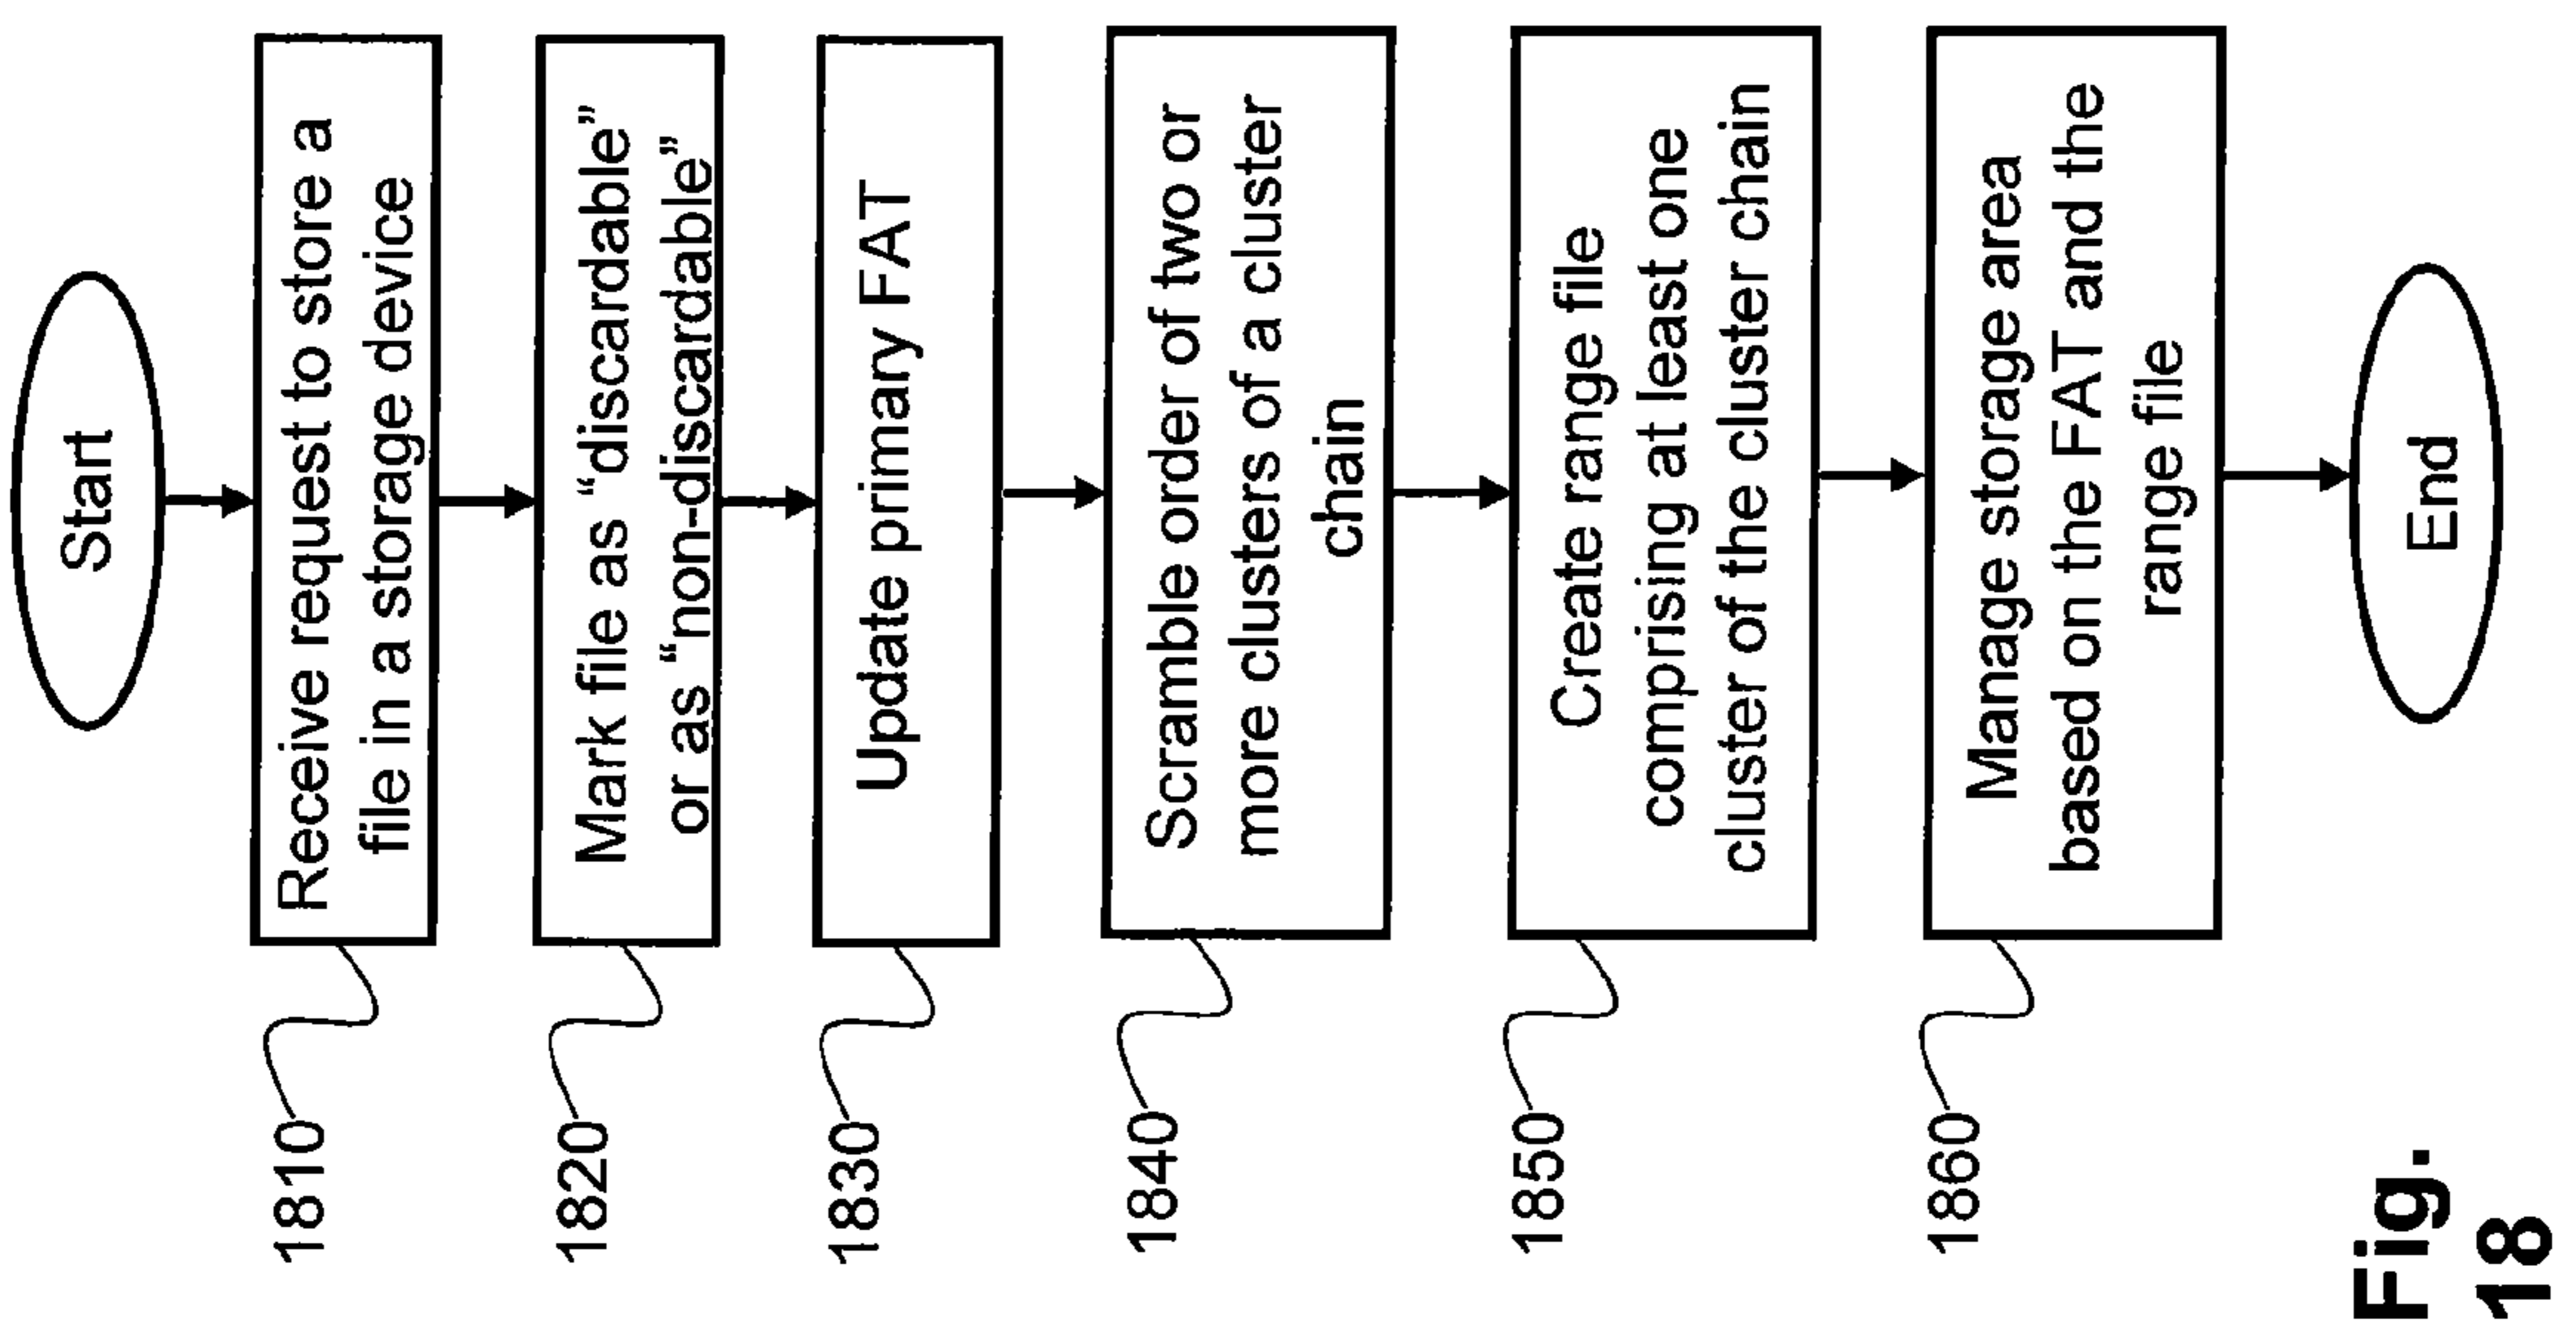 Start
1810
Receive request to store a
file in a storage device
1820
Mark file as “discardable”
or as “non-discardable”
1830
Update primary FAT
1840
Scramble order of two or
more clusters of a cluster
chain
1850
Create range file
comprising at least one
cluster of the cluster chain
1860
Manage storage area
based on the FAT and the
range file
End
Fig.
18